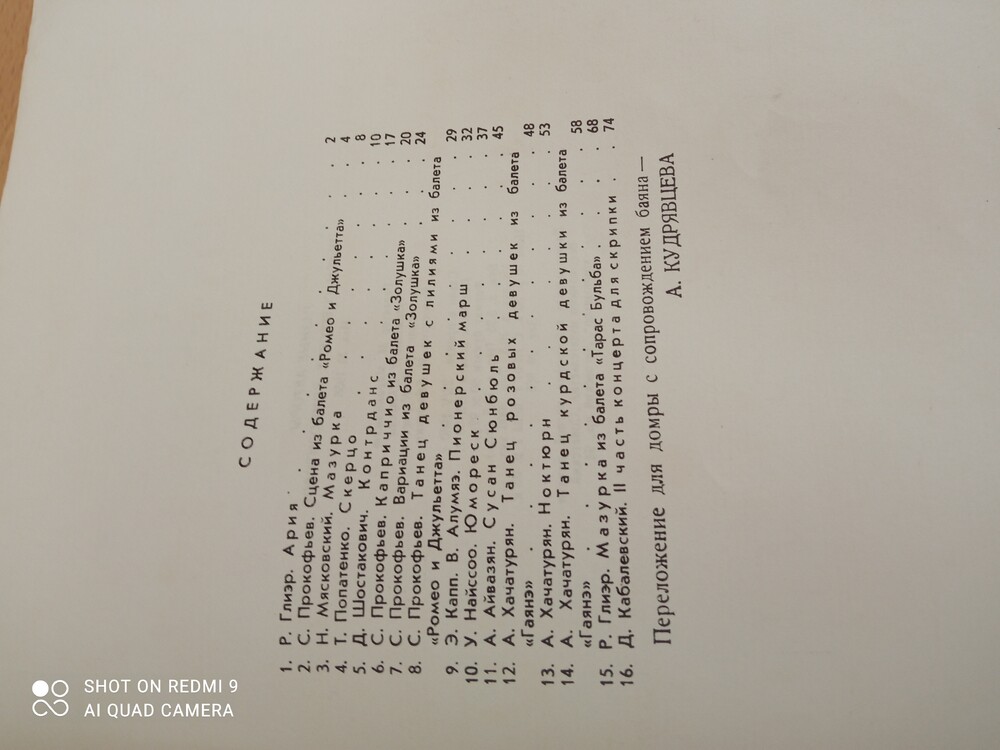 СОДЕРЖАНИЕ
1. Р. Глиэр. Ария . . . . . . 2
2. С. Прокофьев. Сцена из балета «Ромео и Джульетта» . 4
3. Н. Мясковский. Мазурка . . . . . 8
4. Т. Попатенко. Скерцо . . . . . 10
5. Д. Шостакович. Контрданс . . . . . 17
6. С. Прокофьев. Каприччио из балета «Золушка» . . 20
7. С. Прокофьев. Вариации из балета «Золушка» . . 24
8. С. Прокофьев. Танец девушек с лилиями из балета
«Ромео и Джульетта» . . . . . 29
9. Э. Капп. В. Алумяэ. Пионерский марш . . . 32
10. У. Найссоо. Юмореск . . . . . 37
11. А. Айвазян. Сусан Сюнбюль . . . . 45
12. А. Хачатурян. Танец розовых девушек из балета
«Гаянэ» . . . . . . . 48
13. А. Хачатурян. Ноктюрн . . . . . 53
14. А. Хачатурян. Танец курдской девушки из балета
«Гаянэ» . . . . . . . 58
15. Р. Глиэр. Мазурка из балета «Тарас Бульба» . . 68
16. Д. Кабалевский. II часть концерта для скрипки . . 74
Переложение для домры с сопровождением баяна —
А. КУДРЯВЦЕВА
SHOT ON REDMI 9
AI QUAD CAMERA